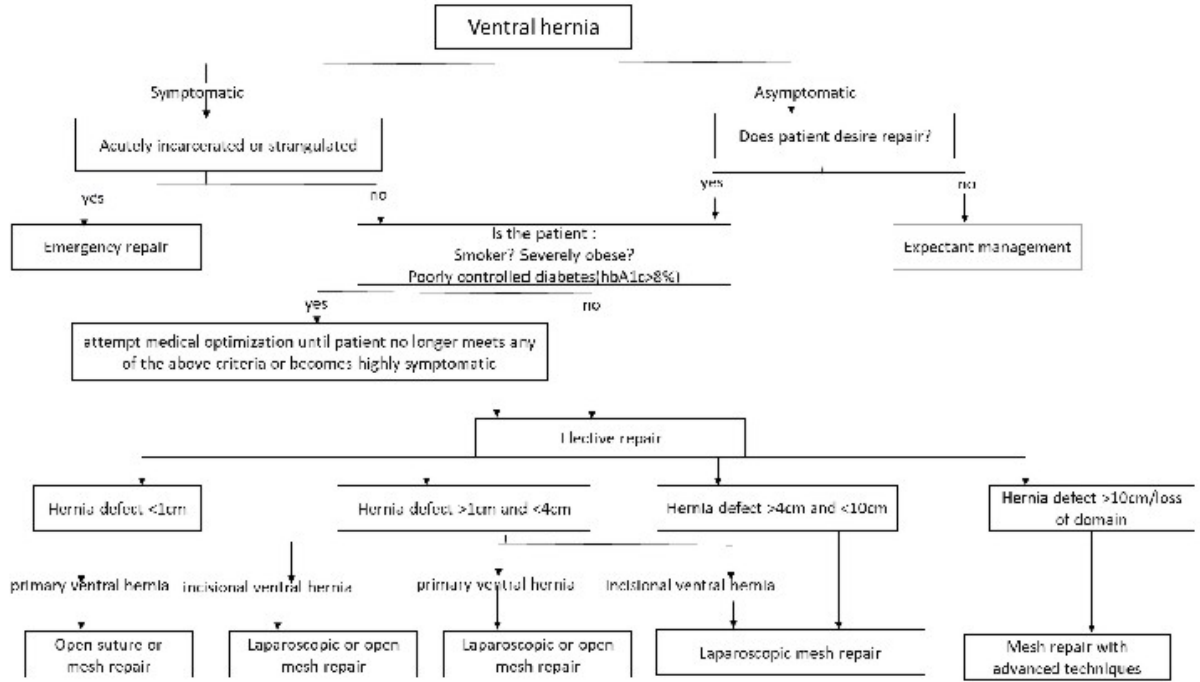 Ventral hernia
Symptomatic
Asymptomatic
Acutely incarcerated or strangulated
Does patient desire repair?
yes
no
yes
no
Emergency repair
Is the patient :
Smoker? Severely obese?
Poorly controlled diabetes(hbA1c>8%)
Expectant management
yes
no
attempt medical optimization until patient no longer meets any
of the above criteria or becomes highly symptomatic
Elective repair
Hernia defect <1cm
Hernia defect >1cm and <4cm
Hernia defect >4cm and <10cm
Hernia defect >10cm/loss
of domain
primary ventral hernia
incisional ventral hernia
primary ventral hernia
incisional ventral hernia
Open suture or
mesh repair
Laparoscopic or open
mesh repair
Laparoscopic or open
mesh repair
Laparoscopic mesh repair
Mesh repair with
advanced techniques